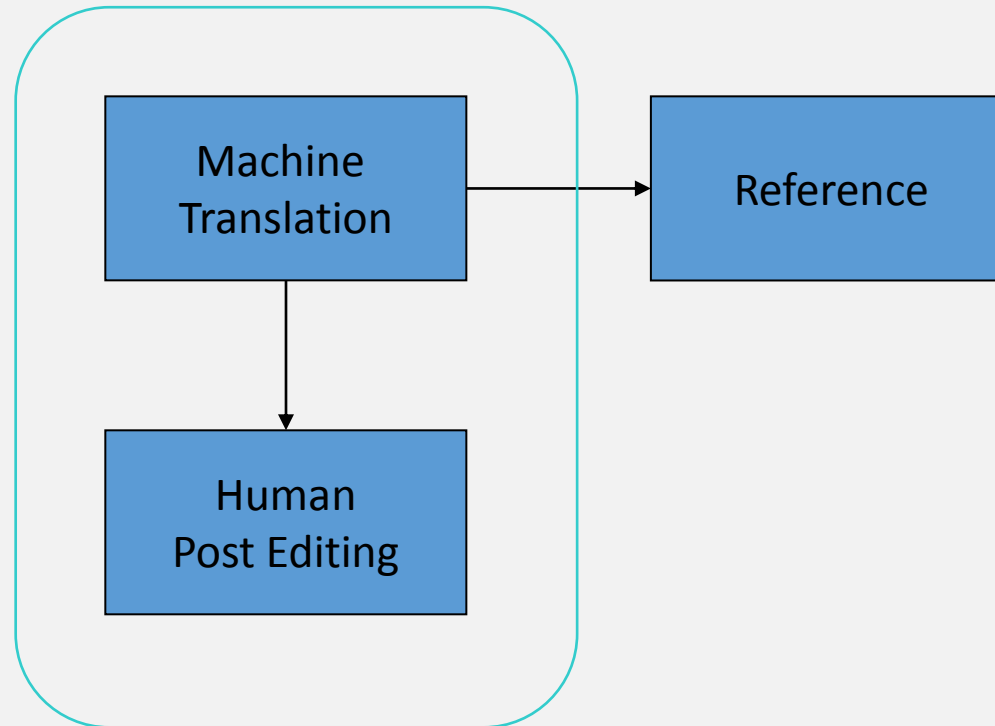 Machine
Translation
Reference
Human
Post Editing